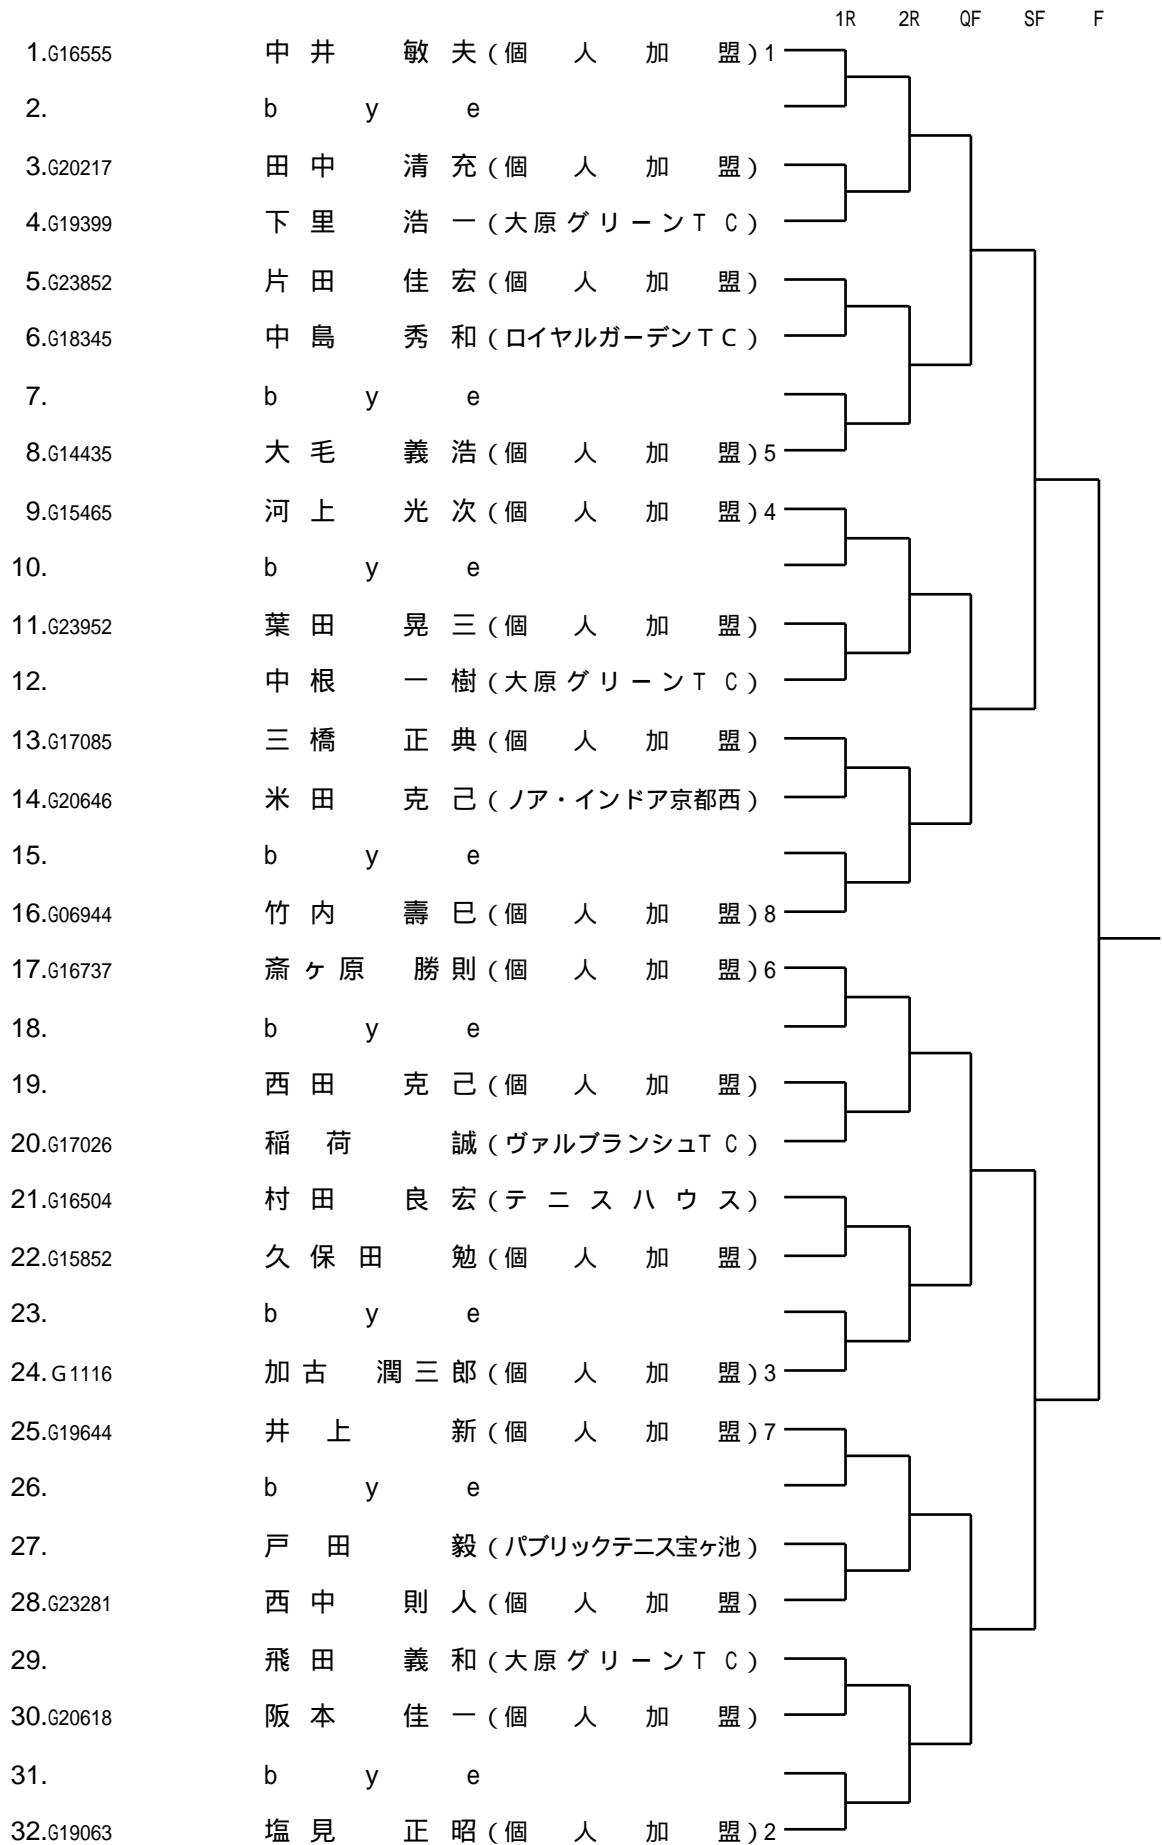 1R 2R QF SF F
1.G16555 中井 敏夫(個人加盟)1
2. bye
3.G20217 田中 清充(個人加盟)
4.G19399 下里 浩一(大原グリーンTC)
5.G23852 片田 佳宏(個人加盟)
6.G18345 中島 秀和(ロイヤルガーデンTC)
7. bye
8.G14435 大毛 義浩(個人加盟)5
9.G15465 河上 光次(個人加盟)4
10. bye
11.G23952 葉田 晃三(個人加盟)
12. 中根 一樹(大原グリーンTC)
13.G17085 三橋 正典(個人加盟)
14.G20646 米田 克己(ノア・インドア京都西)
15. bye
16.G06944 竹内 壽巳(個人加盟)8
17.G16737 斎ヶ原 勝則(個人加盟)6
18. bye
19. 西田 克己(個人加盟)
20.G17026 稲荷 誠(ヴァルブランシュTC)
21.G16504 村田 良宏(テニスハウス)
22.G15852 久保田 勉(個人加盟)
23. bye
24.G1116 加古 潤三郎(個人加盟)3
25.G19644 井上 新(個人加盟)7
26. bye
27. 戸田 毅(パブリックテニス宝ヶ池)
28.G23281 西中 則人(個人加盟)
29. 飛田 義和(大原グリーンTC)
30.G20618 阪本 佳一(個人加盟)
31. bye
32.G19063 塩見 正昭(個人加盟)2